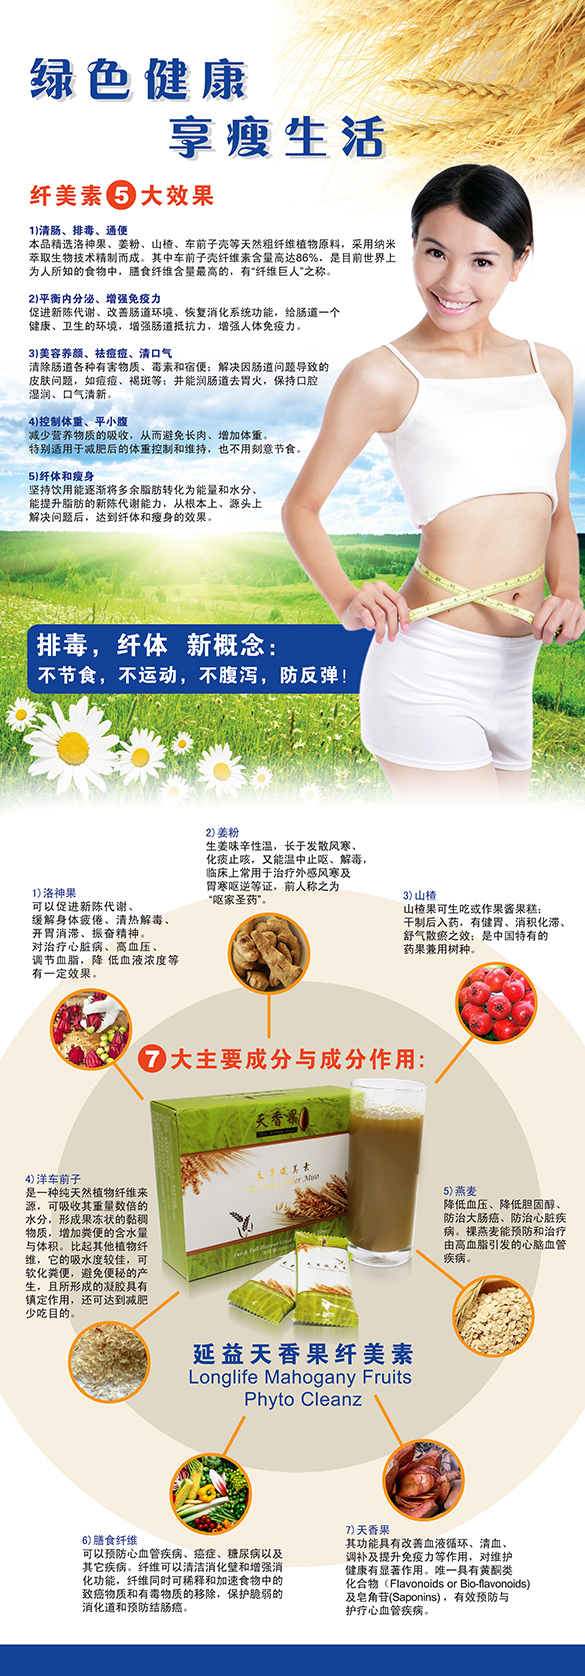 绿色健康
享瘦生活
纤美素5大效果
1)清肠、排毒、通便
本品精选洛神果、姜粉、山楂、车前子壳等天然粗纤维植物原料，采用纳米
萃取生物技术精制而成。其中车前子壳纤维素含量高达86%，是目前世界上
为人所知的食物中，膳食纤维含量最高的，有“纤维巨人”之称。
2)平衡内分泌、增强免疫力
促进新陈代谢、改善肠道环境、恢复消化系统功能，给肠道一个
健康、卫生的环境，增强肠道抵抗力，增强人体免疫力。
3)美容养颜、祛痘痘、清口气
清除肠道各种有害物质、毒素和宿便；解决因肠道问题导致的
皮肤问题，如痘痘、褐斑等；并能润肠道去胃火，保持口腔
湿润、口气清新。
4)控制体重、平小腹
减少营养物质的吸收，从而避免长肉、增加体重。
特别适用于减肥后的体重控制和维持，也不用刻意节食。
5)纤体和瘦身
坚持饮用能逐渐将多余脂肪转化为能量和水分、
能提升脂肪的新陈代谢能力，从根本上、源头上
解决问题后，达到纤体和瘦身的效果。
排毒，纤体 新概念：
不节食，不运动，不腹泻，防反弹！
2)姜粉
生姜味辛性温，长于发散风寒、
化痰止咳，又能温中止呕、解毒，
临床上常用于治疗外感风寒及
胃寒呕逆等证，前人称之为
“呕家圣药”。
1)洛神果
可以促进新陈代谢、
缓解身体疲倦、清热解毒、
开胃消滞、振奋精神。
对治疗心脏病、高血压、
调节血脂，降 低血液浓度等
有一定效果。
3)山楂
山楂果可生吃或作果酱果糕；
干制后入药，有健胃、消积化滞、
舒气散瘀之效；是中国特有的
药果兼用树种。
7大主要成分与成分作用：
天香果
天香纖美素
4)洋车前子
是一种纯天然植物纤维来
源，可吸收其重量数倍的
水分，形成果冻状的黏稠
物质，增加粪便的含水量
与体积。比起其他植物纤
维，它的吸水度较佳，可
软化粪便，避免便秘的产
生，且所形成的凝胶具有
镇定作用，还可达到减肥
少吃目的。
5)燕麦
降低血压、降低胆固醇、
防治大肠癌、防治心脏疾
病。裸燕麦能预防和治疗
由高血脂引发的心脑血管
疾病。
延益天香果纤美素
Longlife Mahogany Fruits
Phyto Cleanz
6)膳食纤维
可以预防心血管疾病、癌症、糖尿病以及
其它疾病。纤维可以清洁消化壁和增强消
化功能，纤维同时可稀释和加速食物中的
致癌物质和有毒物质的移除，保护脆弱的
消化道和预防结肠癌。
7)天香果
其功能具有改善血液循环、清血、
调补及提升免疫力等作用，对维护
健康有显著作用。唯一具有黄酮类
化合物（Flavonoids or Bio-flavonoids)
及皂角苷(Saponins)，有效预防与
护疗心血管疾病。